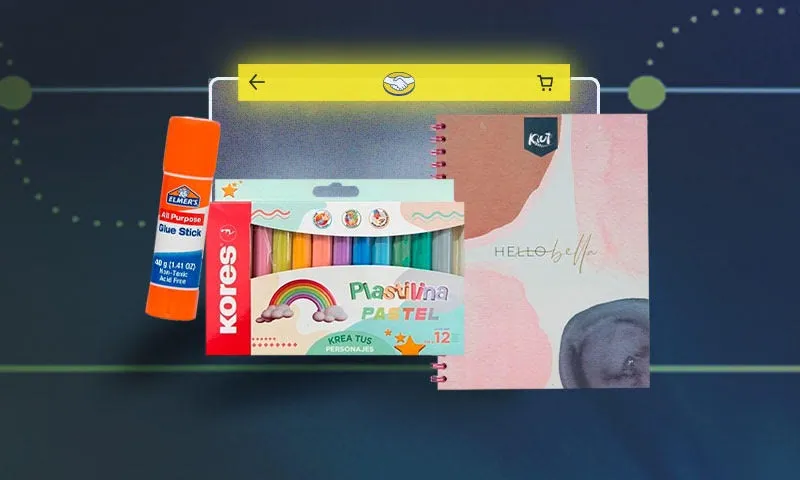 ELMER'S
All Purpose
Glue Stick
40 g (1.41 OZ)
Non-Toxic
Acid Free
KORES
Plastilina
PASTEL
KREA TUS
PERSONAJES
12
Kiut
HELLO bella